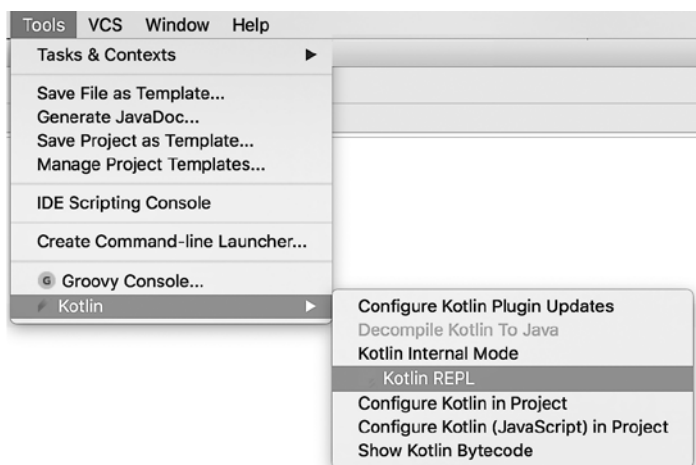 Tools VCS Window Help
Tasks & Contexts
Save File as Template...
Generate JavaDoc...
Save Project as Template...
Manage Project Templates...
IDE Scripting Console
Create Command-line Launcher...
G Groovy Console...
Kotlin
Configure Kotlin Plugin Updates
Decompile Kotlin To Java
Kotlin Internal Mode
Kotlin REPL
Configure Kotlin in Project
Configure Kotlin (JavaScript) in Project
Show Kotlin Bytecode